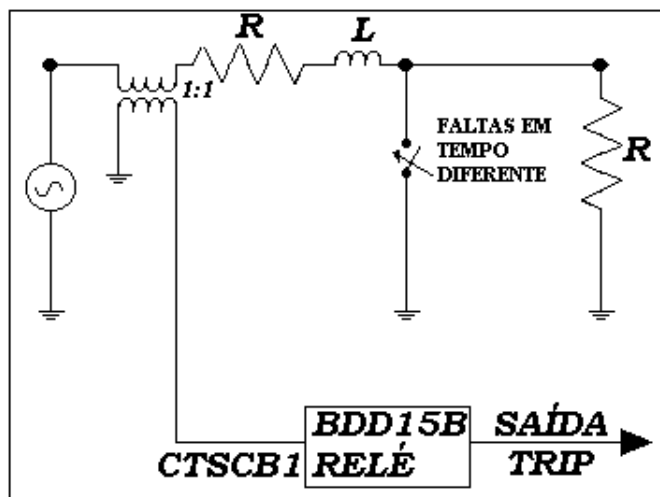 R
L
1:1
FALTAS EM
TEMPO
DIFERENTE
R
BDD15B
RELÉ
SAÍDA
TRIP
CTSCB1